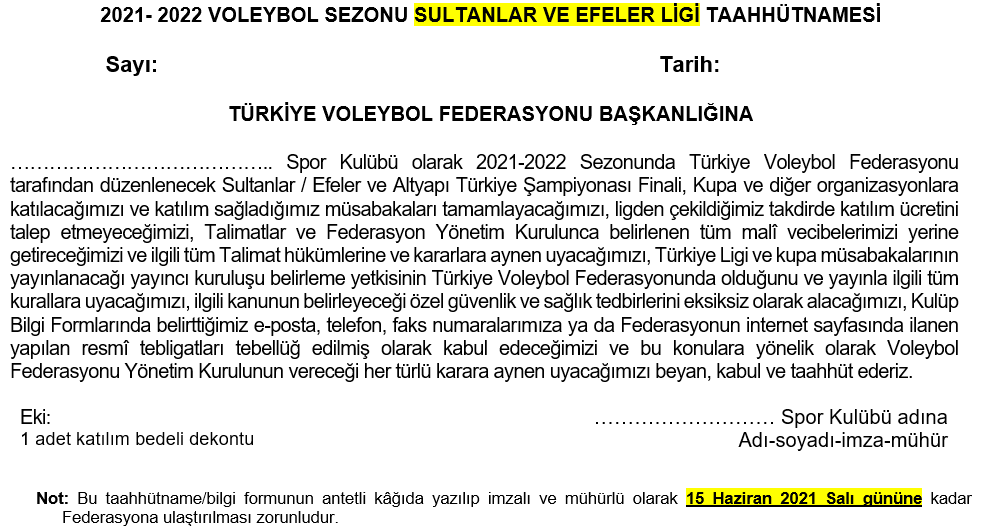 2021- 2022 VOLEYBOL SEZONU SULTANLAR VE EFELER LİGİ TAAHHÜTNAMESİ
Sayı: Tarih:
TÜRKİYE VOLEYBOL FEDERASYONU BAŞKANLIĞINA
………………………………….. Spor Kulübü olarak 2021-2022 Sezonunda Türkiye Voleybol Federasyonu
tarafından düzenlenecek Sultanlar / Efeler ve Altyapı Türkiye Şampiyonası Finali, Kupa ve diğer organizasyonlara
katılacağımızı ve katılım sağladığımız müsabakaları tamamlayacağımızı, ligden çekildiğimiz takdirde katılım ücretini
talep etmeyeceğimizi, Talimatlar ve Federasyon Yönetim Kurulunca belirlenen tüm malî vecibelerimizi yerine
getireceğimizi ve ilgili tüm Talimat hükümlerine ve kararlara aynen uyacağımızı, Türkiye Ligi ve kupa müsabakalarının
yayınlanacağı yayıncı kuruluşu belirleme yetkisinin Türkiye Voleybol Federasyonunda olduğunu ve yayınla ilgili tüm
kurallara uyacağımızı, ilgili kanunun belirleyeceği özel güvenlik ve sağlık tedbirlerini eksiksiz olarak alacağımızı, Kulüp
Bilgi Formlarında belirttiğimiz e-posta, telefon, faks numaralarımıza ya da Federasyonun internet sayfasında ilanen
yapılan resmî tebligatları tebellüğ edilmiş olarak kabul edeceğimizi ve bu konulara yönelik olarak Voleybol
Federasyonu Yönetim Kurulunun vereceği her türlü karara aynen uyacağımızı beyan, kabul ve taahhüt ederiz.
Eki: ……………………… Spor Kulübü adına
1 adet katılım bedeli dekontu Adı-soyadı-imza-mühür
Not: Bu taahhütname/bilgi formunun antetli kâğıda yazılıp imzalı ve mühürlü olarak 15 Haziran 2021 Salı gününe kadar
Federasyona ulaştırılması zorunludur.